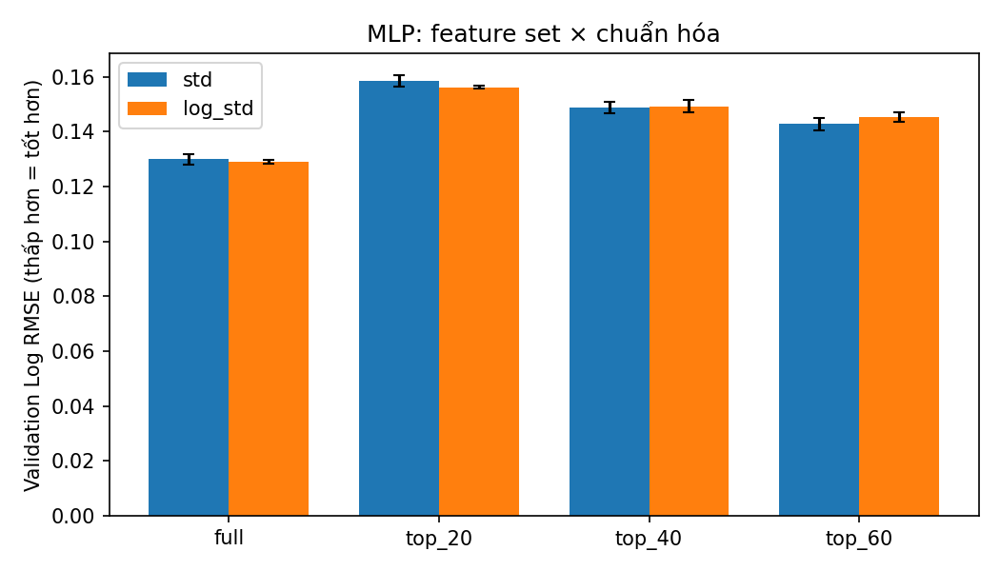 MLP: feature set × chuẩn hóa
std
log_std
Validation Log RMSE (thấp hơn = tốt hơn)
0.16
0.14
0.12
0.10
0.08
0.06
0.04
0.02
0.00
full
top_20
top_40
top_60